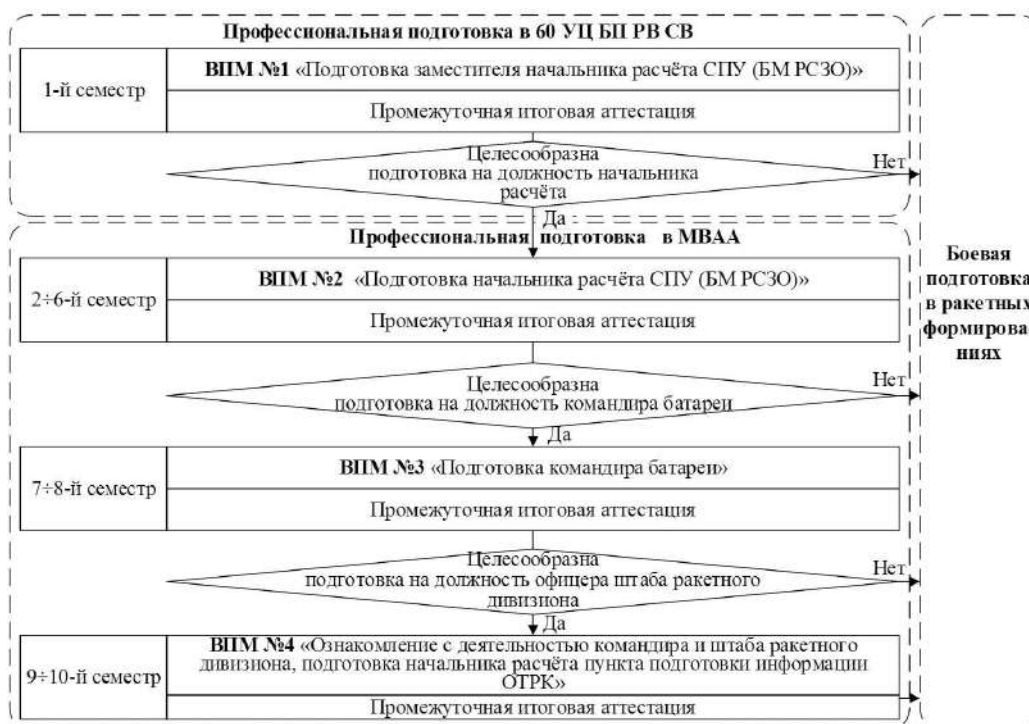 Профессиональная подготовка в 60 УЦ БП РВ СВ
1-й семестр
ВПМ №1 «Подготовка заместителя начальника расчёта СПУ (БМ РСЗО)»
Промежуточная итоговая аттестация
Целесообразна
подготовка на должность начальника
расчёта
Нет
Да
Профессиональная подготовка в МВАА
2÷6-й семестр
ВПМ №2 «Подготовка начальника расчёта СПУ (БМ РСЗО)»
Промежуточная итоговая аттестация
Целесообразна
подготовка на должность командира батареи
Нет
Да
7÷8-й семестр
ВПМ №3 «Подготовка командира батареи»
Промежуточная итоговая аттестация
Целесообразна
подготовка на должность офицера штаба ракетного
дивизиона
Нет
Да
9÷10-й семестр
ВПМ №4 «Ознакомление с деятельностью командира и штаба ракетного
дивизиона, подготовка начальника расчёта пункта подготовки информации
ОТРК»
Промежуточная итоговая аттестация
Боевая
подготовка
в ракетных
формирова-
ниях